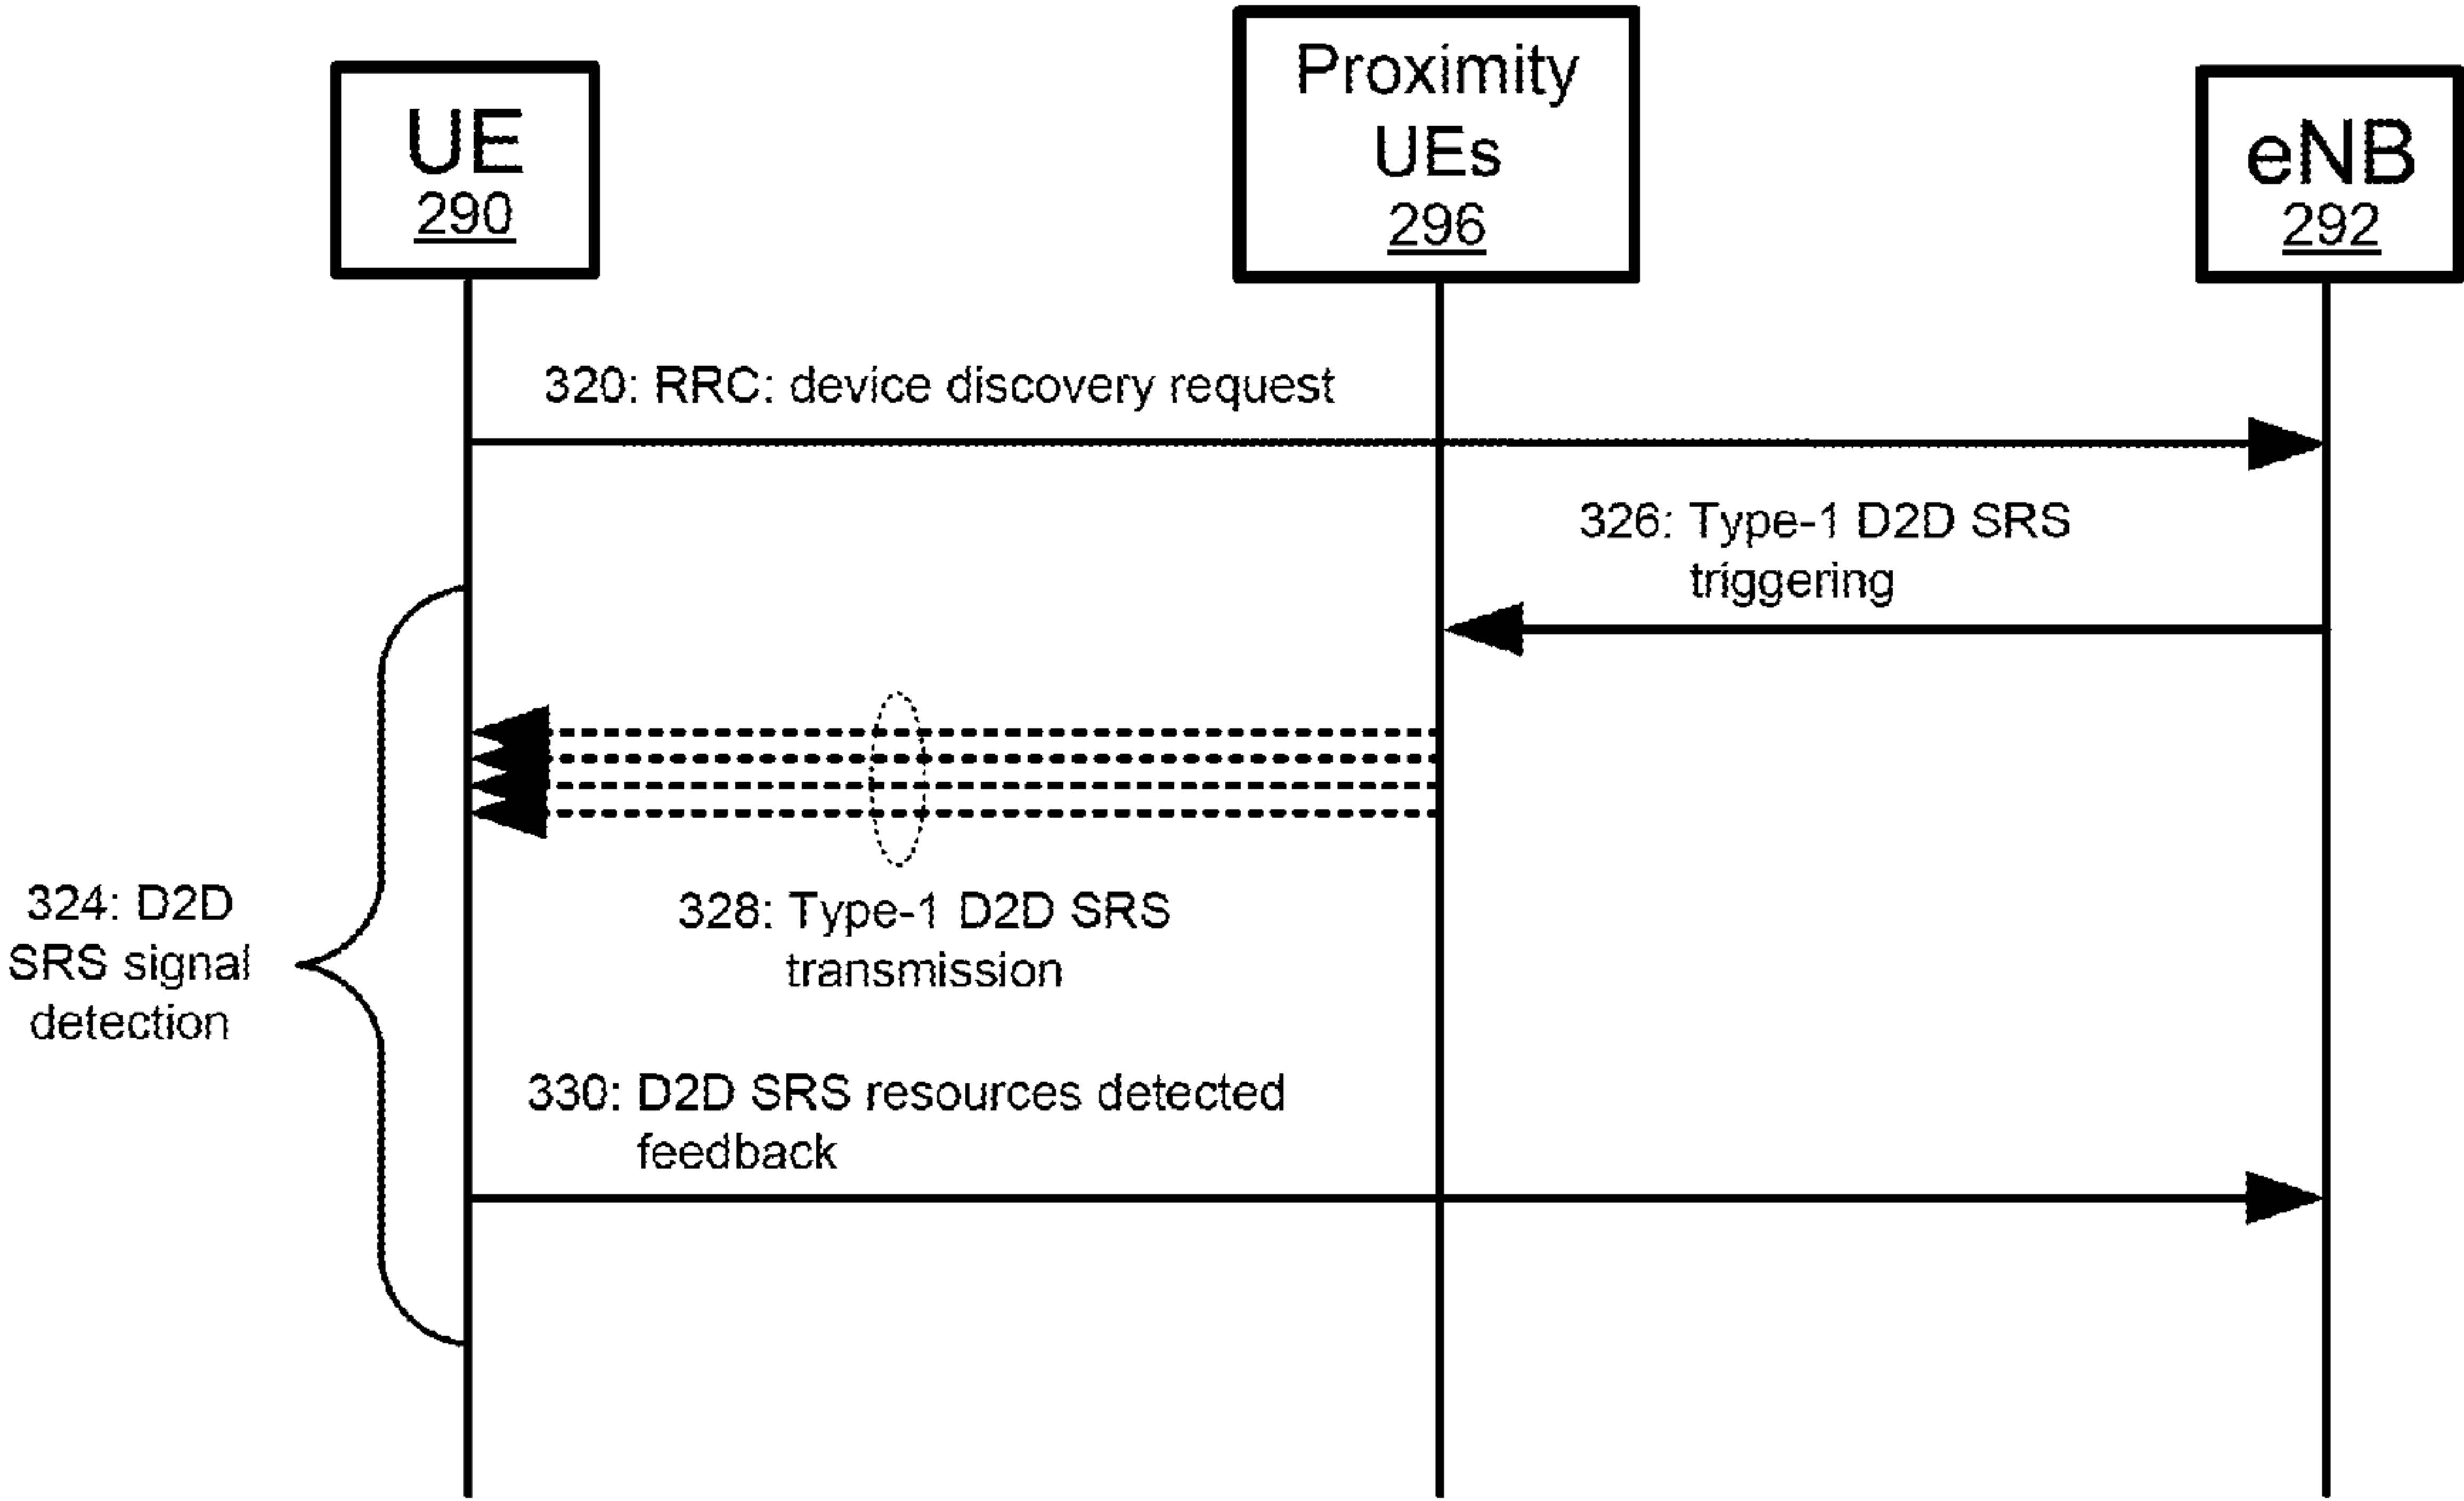 UE
290
Proximity
UEs
296
eNB
292
320: RRC: device discovery request
326: Type-1 D2D SRS
triggering
324: D2D
SRS signal
detection
328: Type-1 D2D SRS
transmission
330: D2D SRS resources detected
feedback